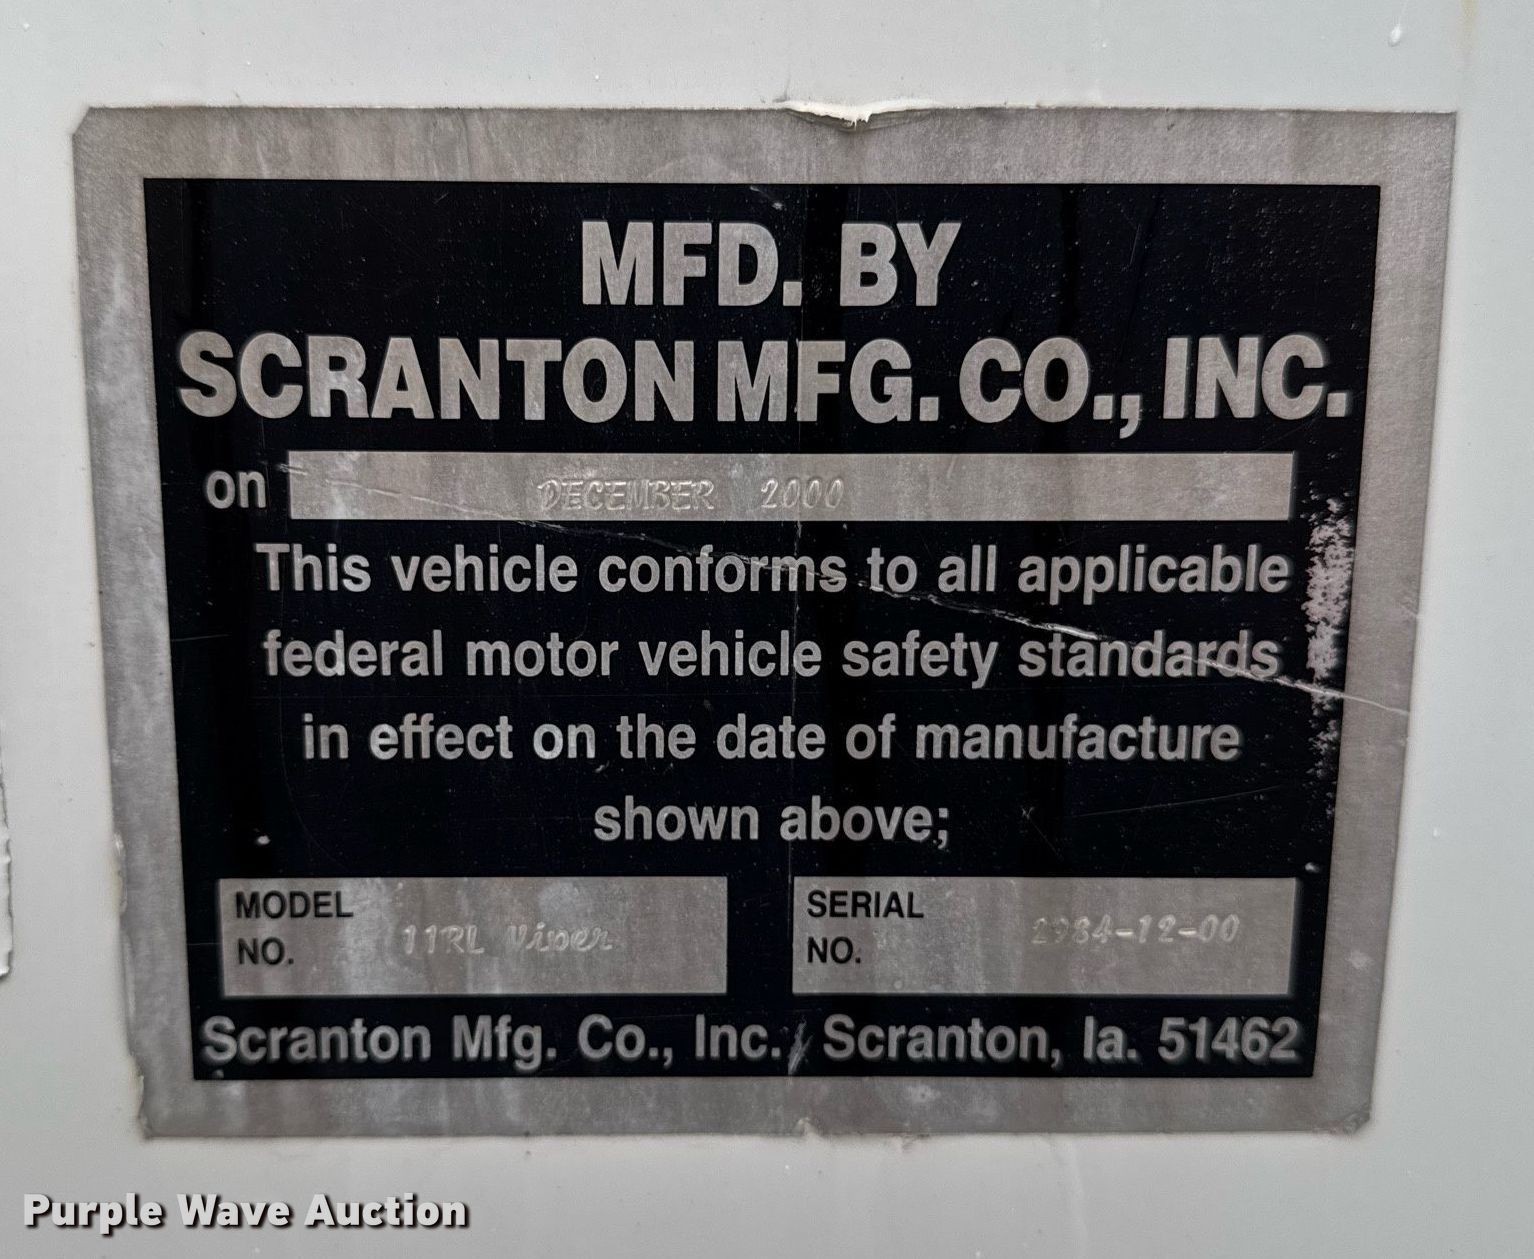 MFD. BY
SCRANTON MFG. CO., INC.
on DECEMBER 2000
This vehicle conforms to all applicable
federal motor vehicle safety standards
in effect on the date of manufacture
shown above;
MODEL NO. 11RL Viper
SERIAL NO. 2984-12-00
Scranton Mfg. Co., Inc. / Scranton, Ia. 51462
Purple Wave Auction